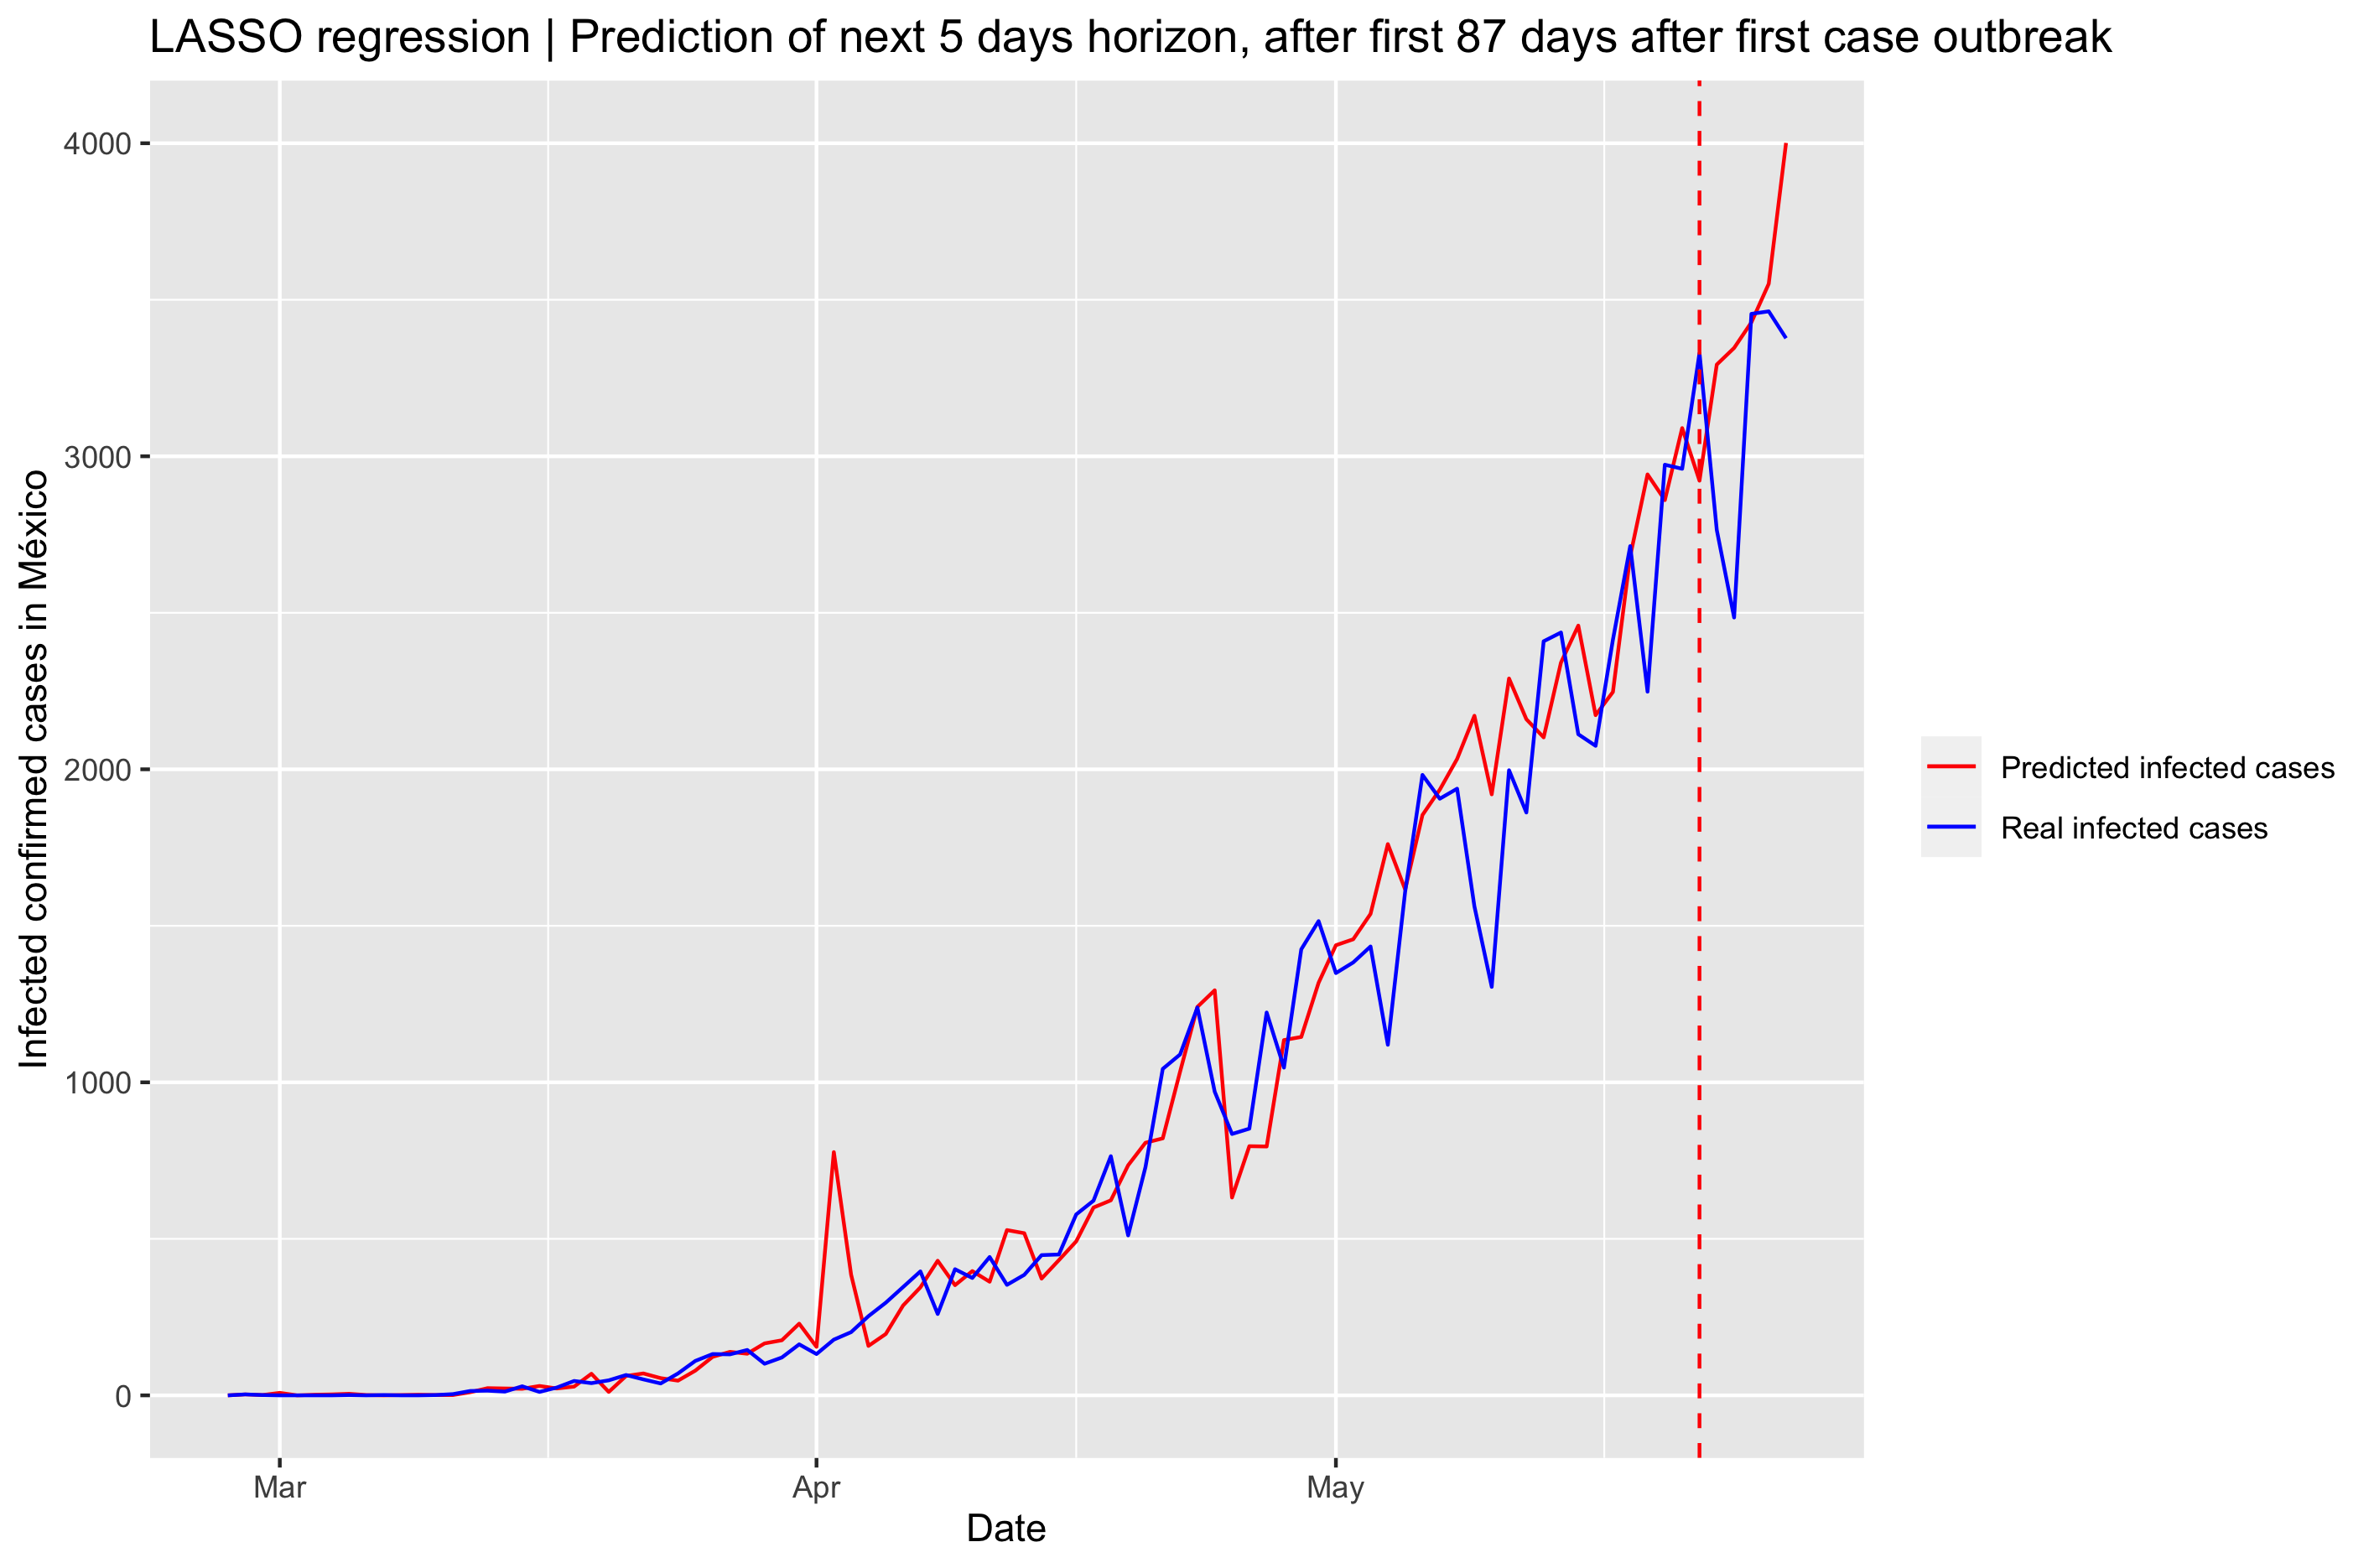 LASSO regression | Prediction of next 5 days horizon, after first 87 days after first case outbreak
Infected confirmed cases in México
4000
3000
2000
1000
0
Mar
Apr
May
Date
Predicted infected cases
Real infected cases